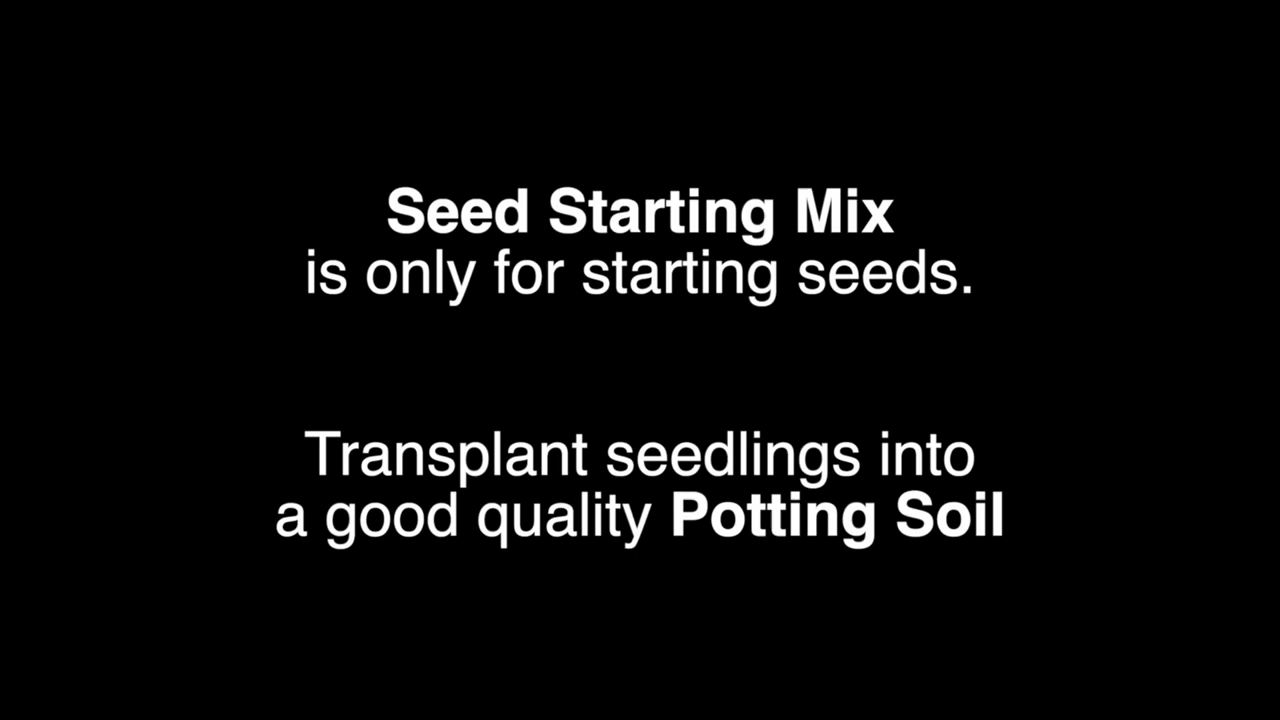 Seed Starting Mix
is only for starting seeds.
Transplant seedlings into
a good quality Potting Soil